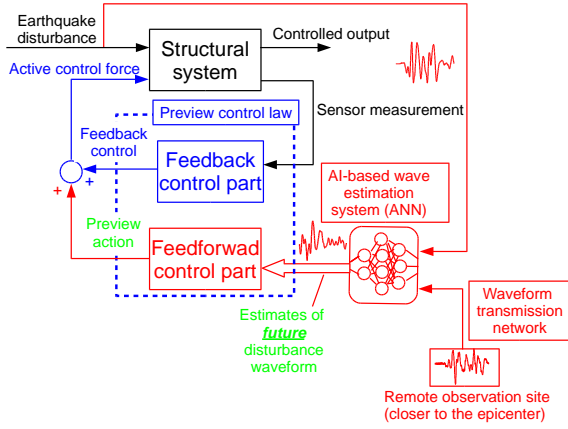 Earthquake
disturbance
Structural
system
Controlled output
Active control force
Sensor measurement
Preview control law
Feedback
control
Feedback
control part
+
+
AI-based wave
estimation
system (ANN)
Preview
action
Feedforwad
control part
Estimates of
future
disturbance
waveform
Waveform
transmission
network
Remote observation site
(closer to the epicenter)